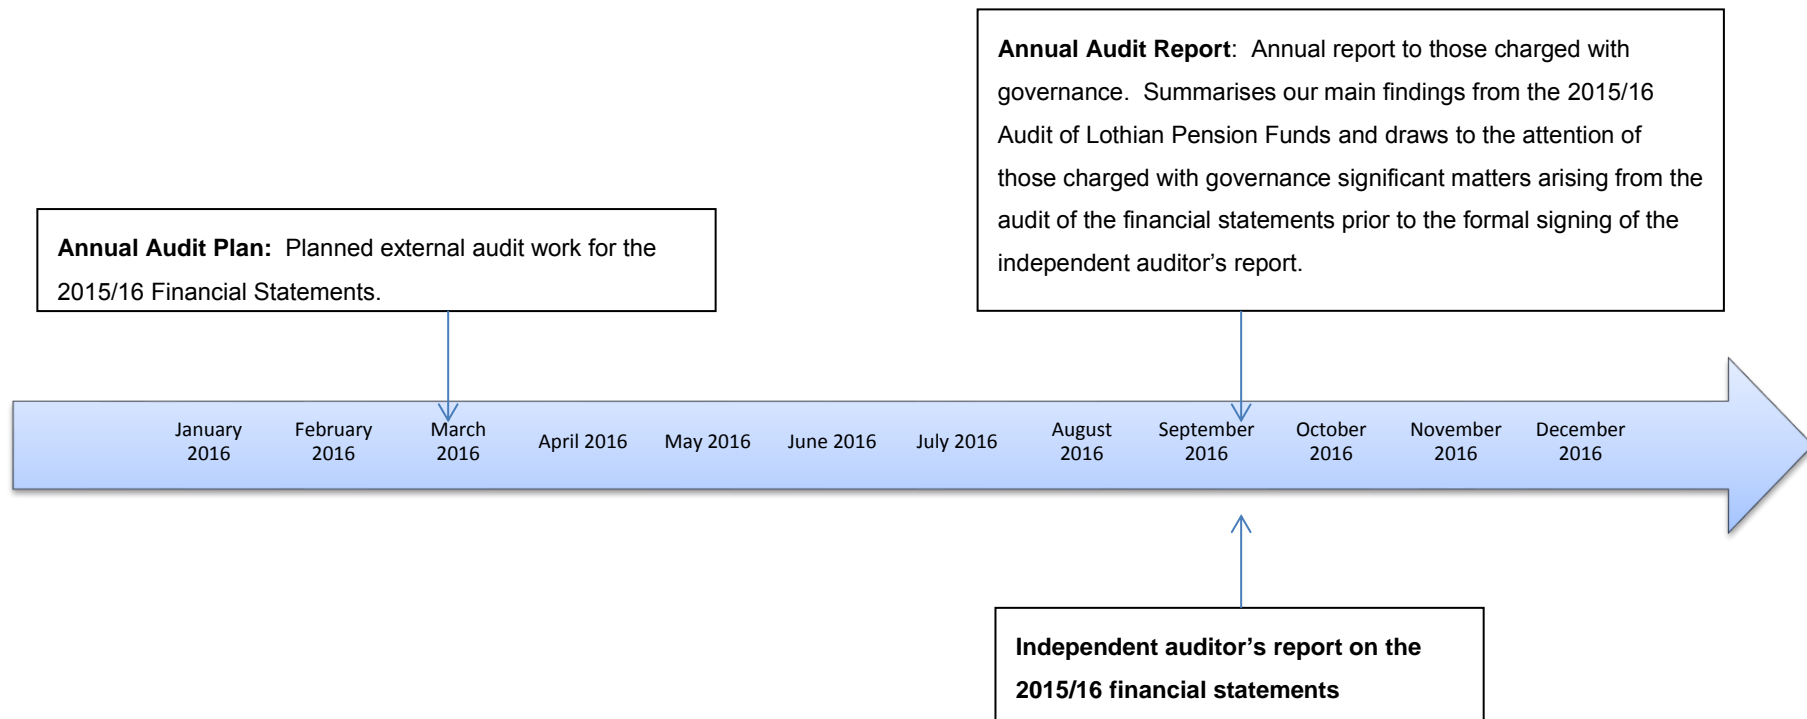 Annual Audit Report:  Annual report to those charged with
governance.  Summarises our main findings from the 2015/16
Audit of Lothian Pension Funds and draws to the attention of
those charged with governance significant matters arising from the
audit of the financial statements prior to the formal signing of the
independent auditor’s report.
Annual Audit Plan:  Planned external audit work for the
2015/16 Financial Statements.
January
2016
February
2016
March
2016
April 2016
May 2016
June 2016
July 2016
August
2016
September
2016
October
2016
November
2016
December
2016
Independent auditor’s report on the
2015/16 financial statements